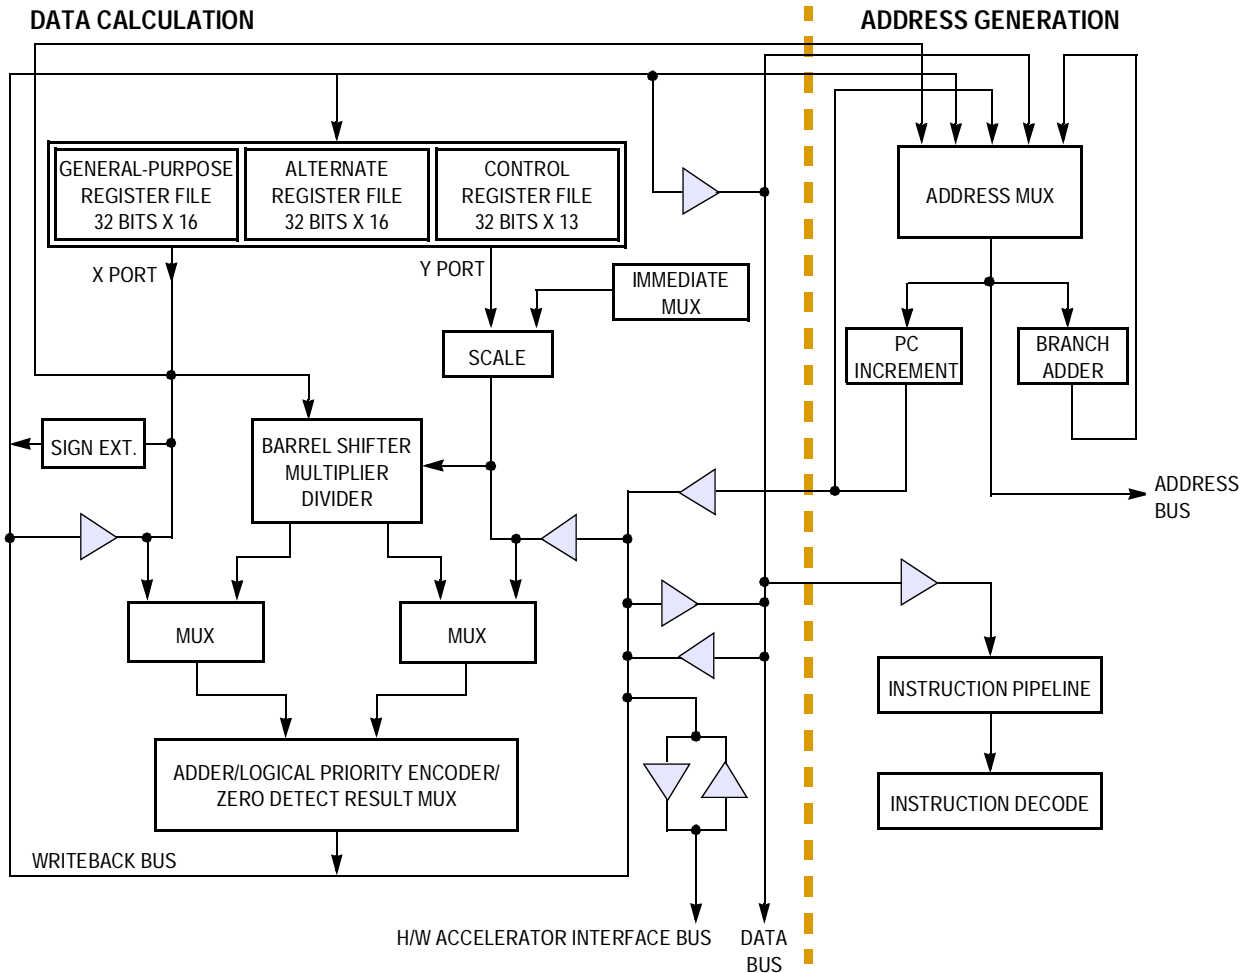 DATA CALCULATION
ADDRESS GENERATION
GENERAL-PURPOSE
REGISTER FILE
32 BITS X 16
ALTERNATE
REGISTER FILE
32 BITS X 16
CONTROL
REGISTER FILE
32 BITS X 13
ADDRESS MUX
X PORT
Y PORT
IMMEDIATE
MUX
SCALE
PC
INCREMENT
BRANCH
ADDER
SIGN EXT.
BARREL SHIFTER
MULTIPLIER
DIVIDER
ADDRESS
BUS
MUX
MUX
INSTRUCTION PIPELINE
ADDER/LOGICAL PRIORITY ENCODER/
ZERO DETECT RESULT MUX
INSTRUCTION DECODE
WRITEBACK BUS
H/W ACCELERATOR INTERFACE BUS
DATA
BUS